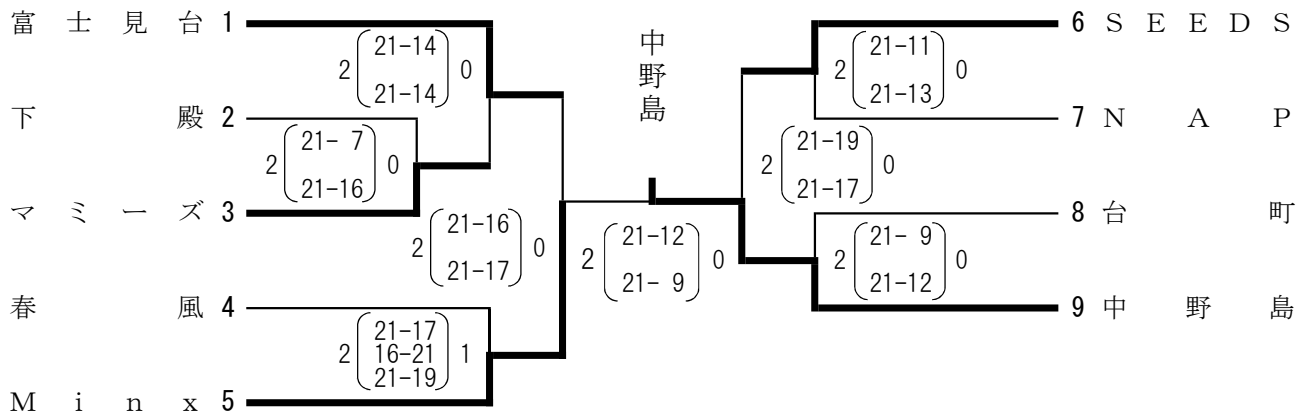 富士見台 1
2 21-14 0
21-14
下殿 2
2 21- 7 0
21-16
マミーズ 3
2 21-16 0
21-17
春風 4
2 21-17 1
16-21
21-19
Minx 5
中野島
2 21-12 0
21- 9
6 SEEDS
2 21-11 0
21-13
7 NAP
2 21-19 0
21-17
8 台町
2 21- 9 0
21-12
9 中野島